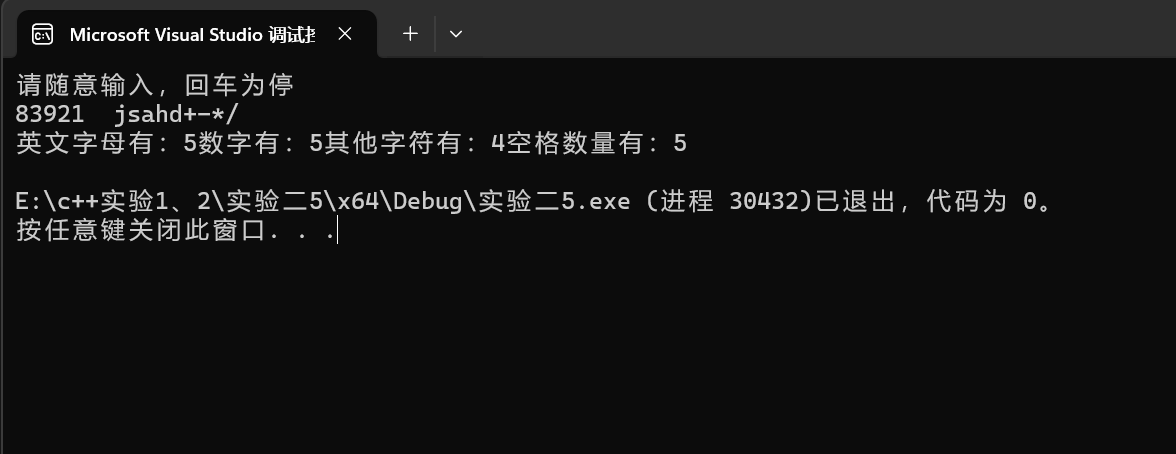 Microsoft Visual Studio 调试控
请随意输入，回车为停
83921  jsahd+-*/
英文字母有：5数字有：5其他字符有：4空格数量有：5
E:\c++实验1、2\实验二5\x64\Debug\实验二5.exe (进程 30432)已退出，代码为 0。
按任意键关闭此窗口. . .